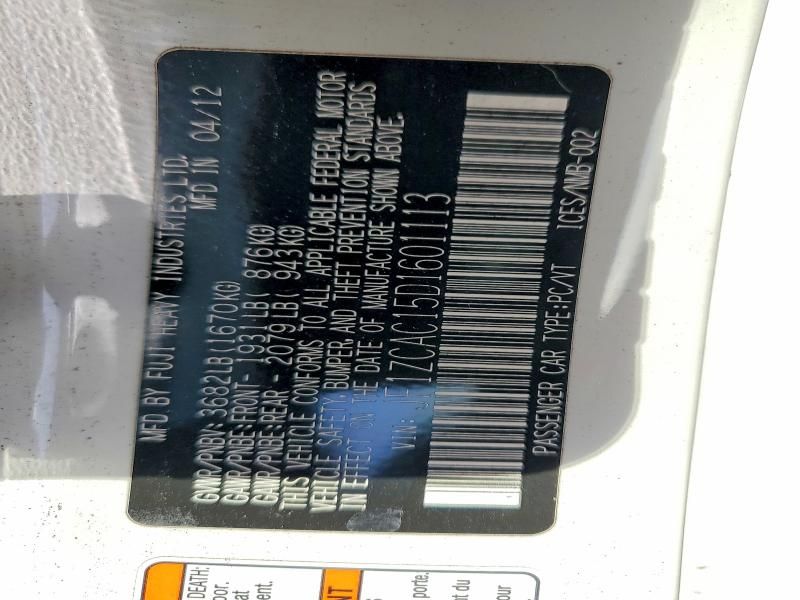 MFD BY FUJI HEAVY INDUSTRIES LTD.
MFD IN 04/12
GVWR/PNBV: 3682LB(1670KG)
GAWR/PNBE:FRONT- 1931LB( 876KG)
GAWR/PNBE:REAR - 2079LB( 943KG)
THIS VEHICLE CONFORMS TO ALL APPLICABLE FEDERAL MOTOR
VEHICLE SAFETY, BUMPER, AND THEFT PREVENTION STANDARDS
IN EFFECT ON THE DATE OF MANUFACTURE SHOWN ABOVE.
VIN: JF1ZCAC15D1601113
PASSENGER CAR TYPE:PC/VT ICES/NMB-002
DEATH: